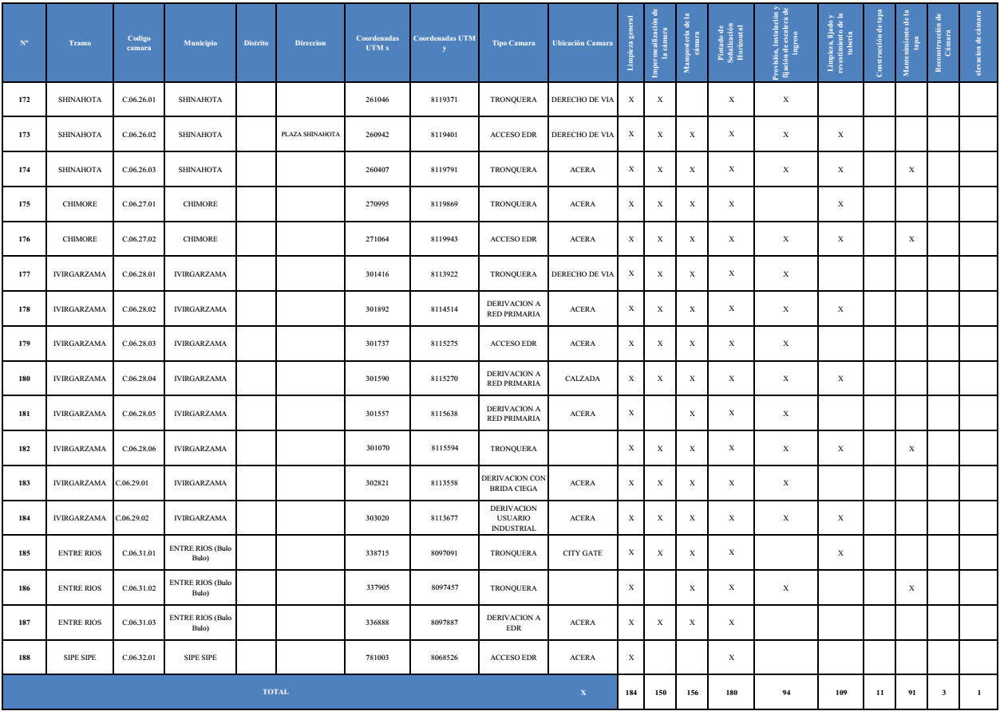 Nº Tramo Codigo camara Municipio Distrito Direccion Coordenadas UTM x Coordenadas UTM y Tipo Camara Ubicación Camara Limpieza general Impermealización de la cámara Mampostería de la cámara Pintado de Señalización Horizontal Provisión, instalación y fijación de escalera de ingreso Limpieza, lijado y revestimiento de la tubería Construcción de tapa Mantenimiento de la tapa Reconstrucción de Cámara elevacion de cámara
172 SHINAHOTA C.06.26.01 SHINAHOTA 261046 8119371 TRONQUERA DERECHO DE VIA X X X X
173 SHINAHOTA C.06.26.02 SHINAHOTA PLAZA SHINAHOTA 260942 8119401 ACCESO EDR DERECHO DE VIA X X X X X X
174 SHINAHOTA C.06.26.03 SHINAHOTA 260407 8119791 TRONQUERA ACERA X X X X X X X
175 CHIMORE C.06.27.01 CHIMORE 270995 8119869 TRONQUERA ACERA X X X X X
176 CHIMORE C.06.27.02 CHIMORE 271064 8119943 ACCESO EDR ACERA X X X X X X X
177 IVIRGARZAMA C.06.28.01 IVIRGARZAMA 301416 8113922 TRONQUERA DERECHO DE VIA X X X X X
178 IVIRGARZAMA C.06.28.02 IVIRGARZAMA 301892 8114514 DERIVACION A RED PRIMARIA ACERA X X X X X X
179 IVIRGARZAMA C.06.28.03 IVIRGARZAMA 301737 8115275 ACCESO EDR ACERA X X X X X
180 IVIRGARZAMA C.06.28.04 IVIRGARZAMA 301590 8115270 DERIVACION A RED PRIMARIA CALZADA X X X X X X
181 IVIRGARZAMA C.06.28.05 IVIRGARZAMA 301557 8115638 DERIVACION A RED PRIMARIA ACERA X X X X
182 IVIRGARZAMA C.06.28.06 IVIRGARZAMA 301070 8115594 TRONQUERA X X X X X X X
183 IVIRGARZAMA C.06.29.01 IVIRGARZAMA 302821 8113558 DERIVACION CON BRIDA CIEGA ACERA X X X X X
184 IVIRGARZAMA C.06.29.02 IVIRGARZAMA 303020 8113677 DERIVACION USUARIO INDUSTRIAL ACERA X X X X X X
185 ENTRE RIOS C.06.31.01 ENTRE RIOS (Bulo Bulo) 338715 8097091 TRONQUERA CITY GATE X X X X X
186 ENTRE RIOS C.06.31.02 ENTRE RIOS (Bulo Bulo) 337905 8097457 TRONQUERA X X X X X
187 ENTRE RIOS C.06.31.03 ENTRE RIOS (Bulo Bulo) 336888 8097887 DERIVACION A EDR ACERA X X X X
188 SIPE SIPE C.06.32.01 SIPE SIPE 781003 8068526 ACCESO EDR ACERA X X
TOTAL X 184 150 156 180 94 109 11 91 3 1